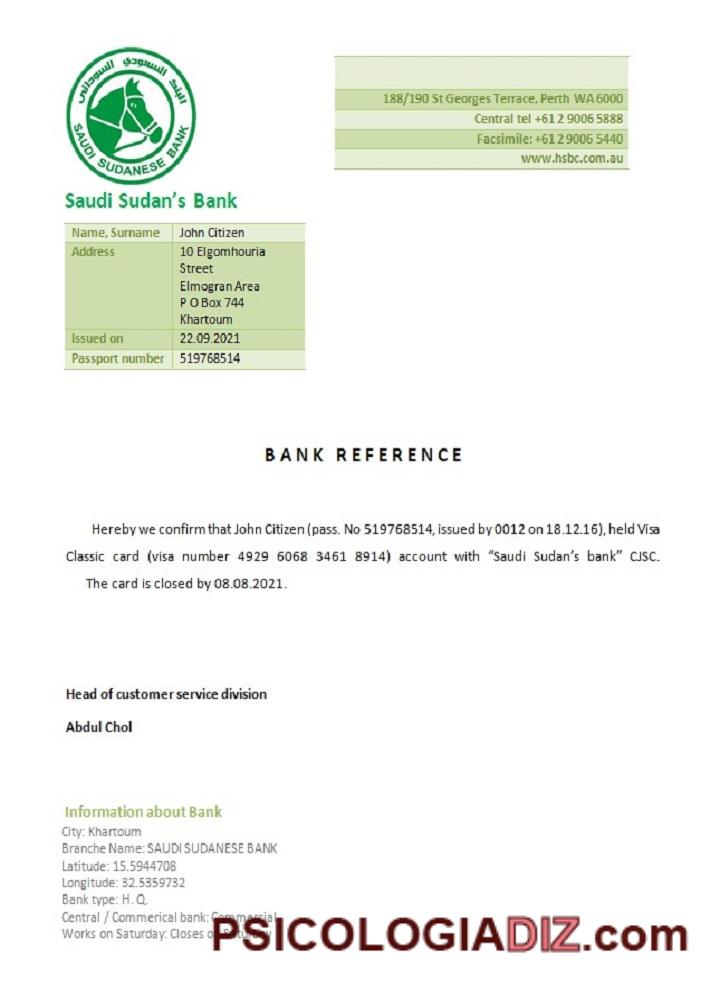 البنك السعودي السوداني
SAUDI SUDANESE BANK
188/190 St Georges Terrace, Perth WA 6000
Central tel +61 2 9006 5888
Facsimile: +61 2 9006 5440
www.hsbc.com.au
Saudi Sudan's Bank
Name, Surname John Citizen
Address 10 Elgomhouria
Street
Elmogran Area
P O Box 744
Khartoum
Issued on 22.09.2021
Passport number 519768514
BANK REFERENCE
Hereby we confirm that John Citizen (pass. No 519768514, issued by 0012 on 18.12.16), held Visa
Classic card (visa number 4929 6068 3461 8914) account with “Saudi Sudan's bank” CJSC.
The card is closed by 08.08.2021.
Head of customer service division
Abdul Chol
Information about Bank
City: Khartoum
Branche Name: SAUDI SUDANESE BANK
Latitude: 15.5944708
Longitude: 32.5359732
Bank type: H. Q.
Central / Commerical bank: Commercial
Works on Saturday: Closes on Saturday
PSICOLOGIADIZ.com